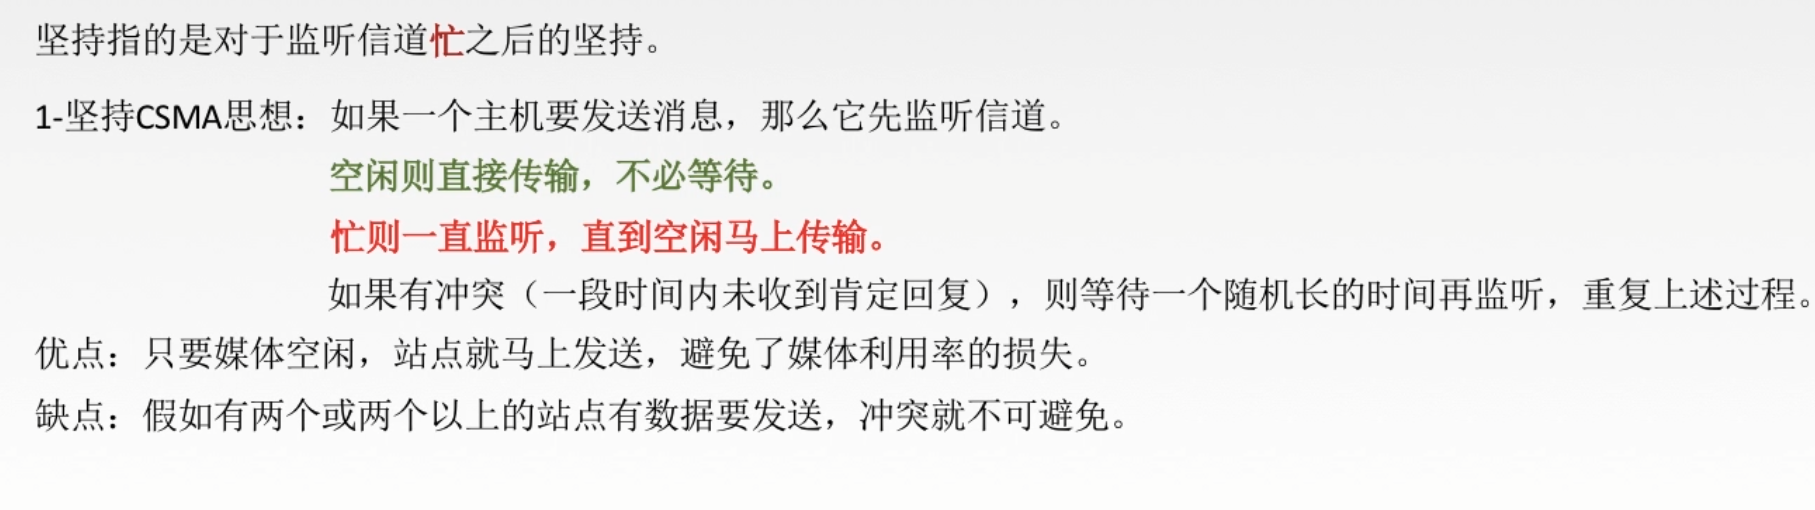 坚持指的是对于监听信道忙之后的坚持。
1-坚持CSMA思想：如果一个主机要发送消息，那么它先监听信道。
空闲则直接传输，不必等待。
忙则一直监听，直到空闲马上传输。
如果有冲突（一段时间内未收到肯定回复），则等待一个随机长的时间再监听，重复上述过程。
优点：只要媒体空闲，站点就马上发送，避免了媒体利用率的损失。
缺点：假如有两个或两个以上的站点有数据要发送，冲突就不可避免。